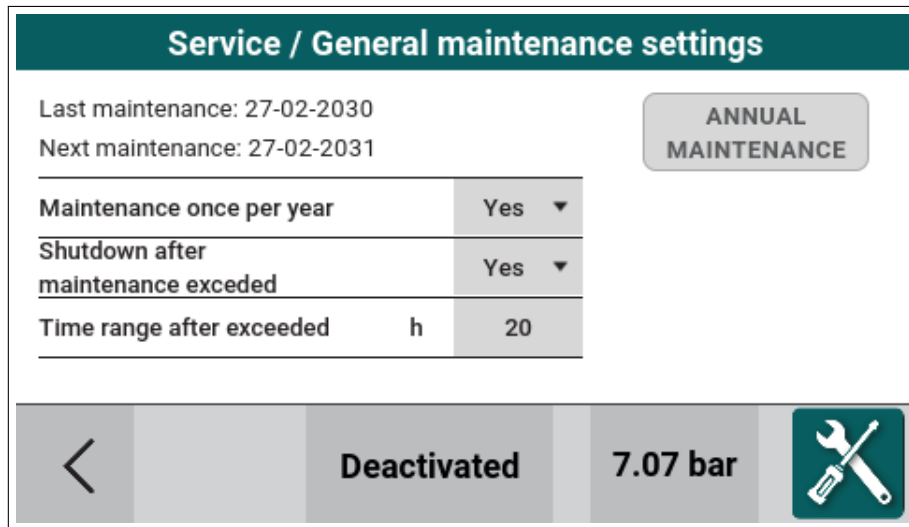 Service / General maintenance settings
Last maintenance: 27-02-2030
Next maintenance: 27-02-2031
ANNUAL
MAINTENANCE
Maintenance once per year Yes
Shutdown after
maintenance exceded Yes
Time range after exceeded h 20
Deactivated 7.07 bar